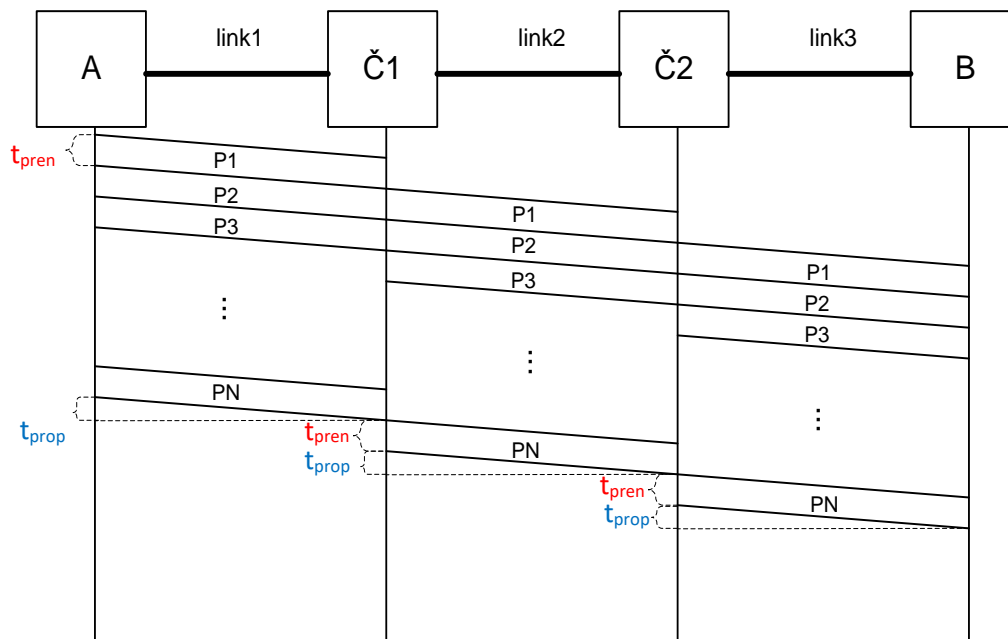 link1
link2
link3
A
Č1
Č2
B
tpren
P1
P2
P1
P3
P2
P1
P3
P2
P3
⋮
⋮
⋮
PN
tprop
tpren
tprop
PN
tpren
tprop
PN